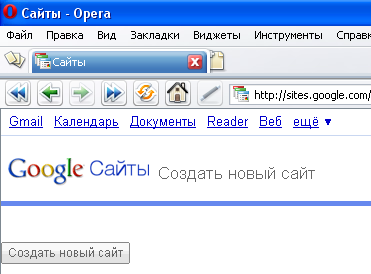 Сайты - Opera
Файл Правка Вид Закладки Виджеты Инструменты
Сайты
http://sites.google.com/
Gmail Календарь Документы Reader Веб ещё ▼
Google Сайты Создать новый сайт
Создать новый сайт